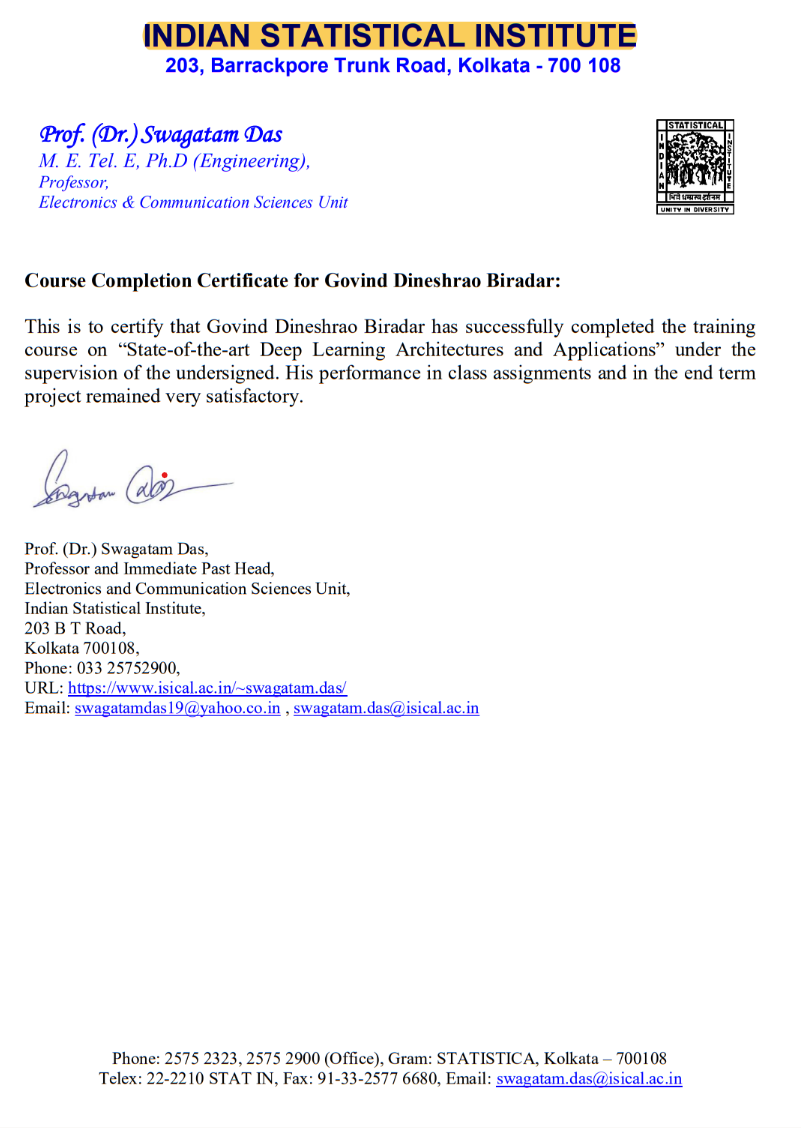 INDIAN STATISTICAL INSTITUTE
203, Barrackpore Trunk Road, Kolkata - 700 108
Prof. (Dr.) Swagatam Das
M. E. Tel. E, Ph.D (Engineering),
Professor,
Electronics & Communication Sciences Unit
STATISTICAL
INDIAN
INSTITUTE
UNITY IN DIVERSITY
Course Completion Certificate for Govind Dineshrao Biradar:
This is to certify that Govind Dineshrao Biradar has successfully completed the training
course on “State-of-the-art Deep Learning Architectures and Applications” under the
supervision of the undersigned. His performance in class assignments and in the end term
project remained very satisfactory.
Swagatam Das
Prof. (Dr.) Swagatam Das,
Professor and Immediate Past Head,
Electronics and Communication Sciences Unit,
Indian Statistical Institute,
203 B T Road,
Kolkata 700108,
Phone: 033 25752900,
URL: https://www.isical.ac.in/~swagatam.das/
Email: swagatamdas19@yahoo.co.in , swagatam.das@isical.ac.in
Phone: 2575 2323, 2575 2900 (Office), Gram: STATISTICA, Kolkata – 700108
Telex: 22-2210 STAT IN, Fax: 91-33-2577 6680, Email: swagatam.das@isical.ac.in